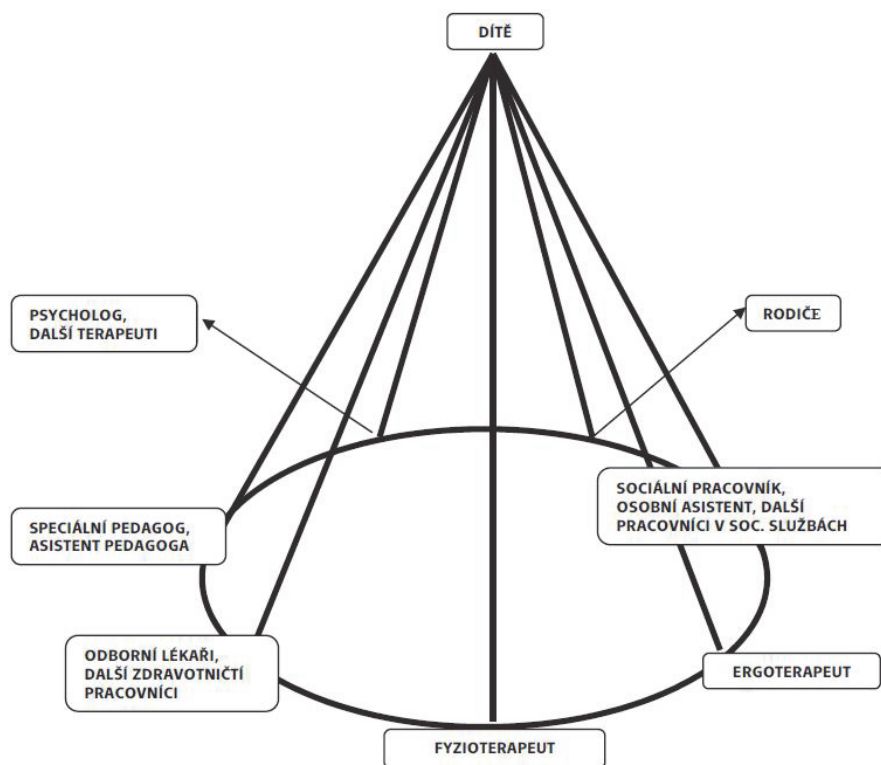 DÍTĚ
PSYCHOLOG,
DALŠÍ TERAPEUTI
RODIČE
SPECIÁLNÍ PEDAGOG,
ASISTENT PEDAGOGA
SOCIÁLNÍ PRACOVNÍK,
OSOBNÍ ASISTENT, DALŠÍ
PRACOVNÍCI V SOC. SLUŽBÁCH
ODBORNÍ LÉKAŘI,
DALŠÍ ZDRAVOTNIČTÍ
PRACOVNÍCI
ERGOTERAPEUT
FYZIOTERAPEUT